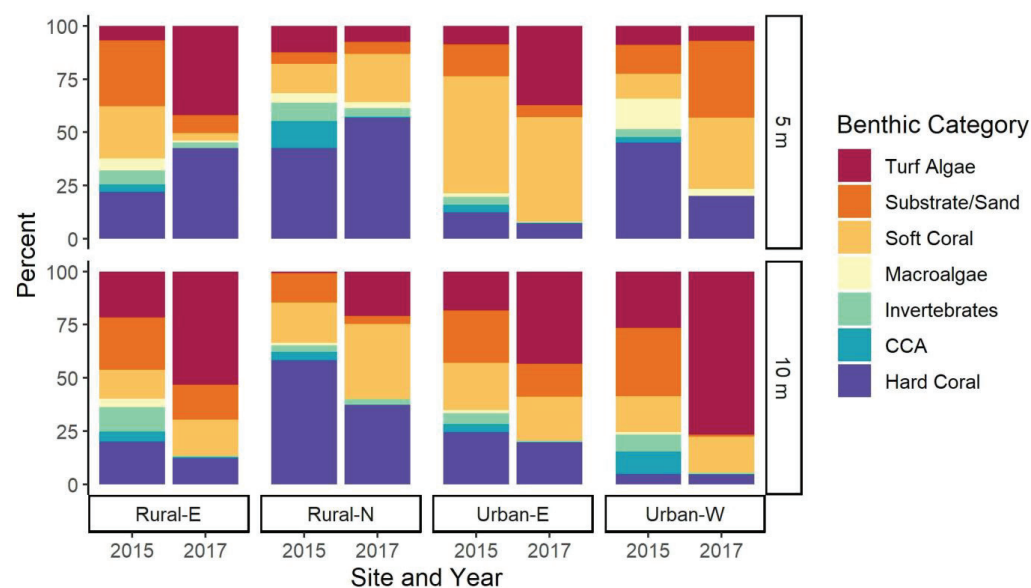 100
75
50
25
0
5 m
100
75
50
25
0
10 m
Percent
Rural-E
Rural-N
Urban-E
Urban-W
2015
2017
2015
2017
2015
2017
2015
2017
Site and Year
Benthic Category
Turf Algae
Substrate/Sand
Soft Coral
Macroalgae
Invertebrates
CCA
Hard Coral